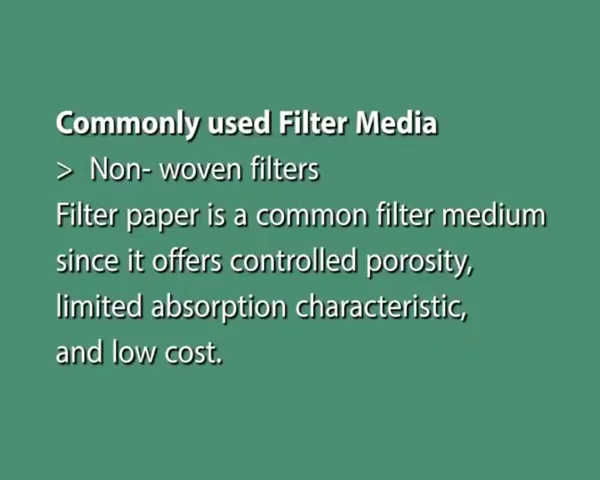 Commonly used Filter Media
> Non- woven filters
Filter paper is a common filter medium
since it offers controlled porosity,
limited absorption characteristic,
and low cost.